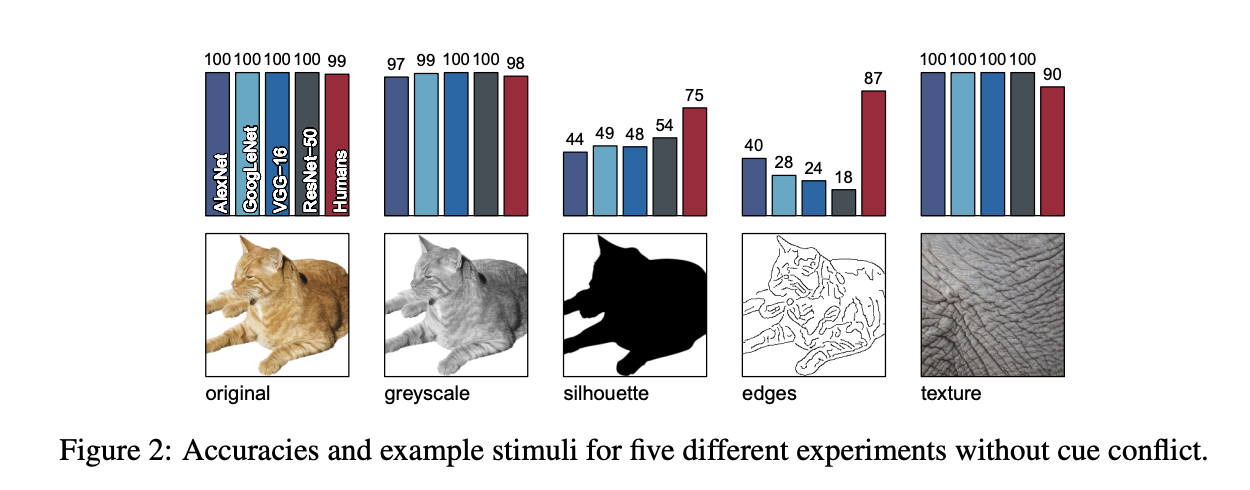 100 100 100 100 99
AlexNet
GoogLeNet
VGG−16
ResNet−50
Humans
original
97 99 100 100 98
greyscale
44 49 48 54 75
silhouette
40 28 24 18 87
edges
100 100 100 100 90
texture
Figure 2: Accuracies and example stimuli for five different experiments without cue conflict.